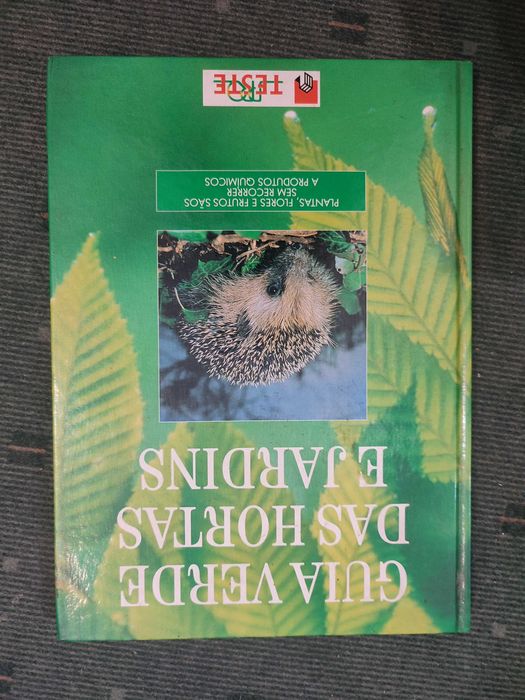 GUIA VERDE
DAS HORTAS
E JARDINS
PLANTAS, FLORES E FRUTOS SÃOS
SEM RECORRER
A PRODUTOS QUÍMICOS
PRO
TESTE